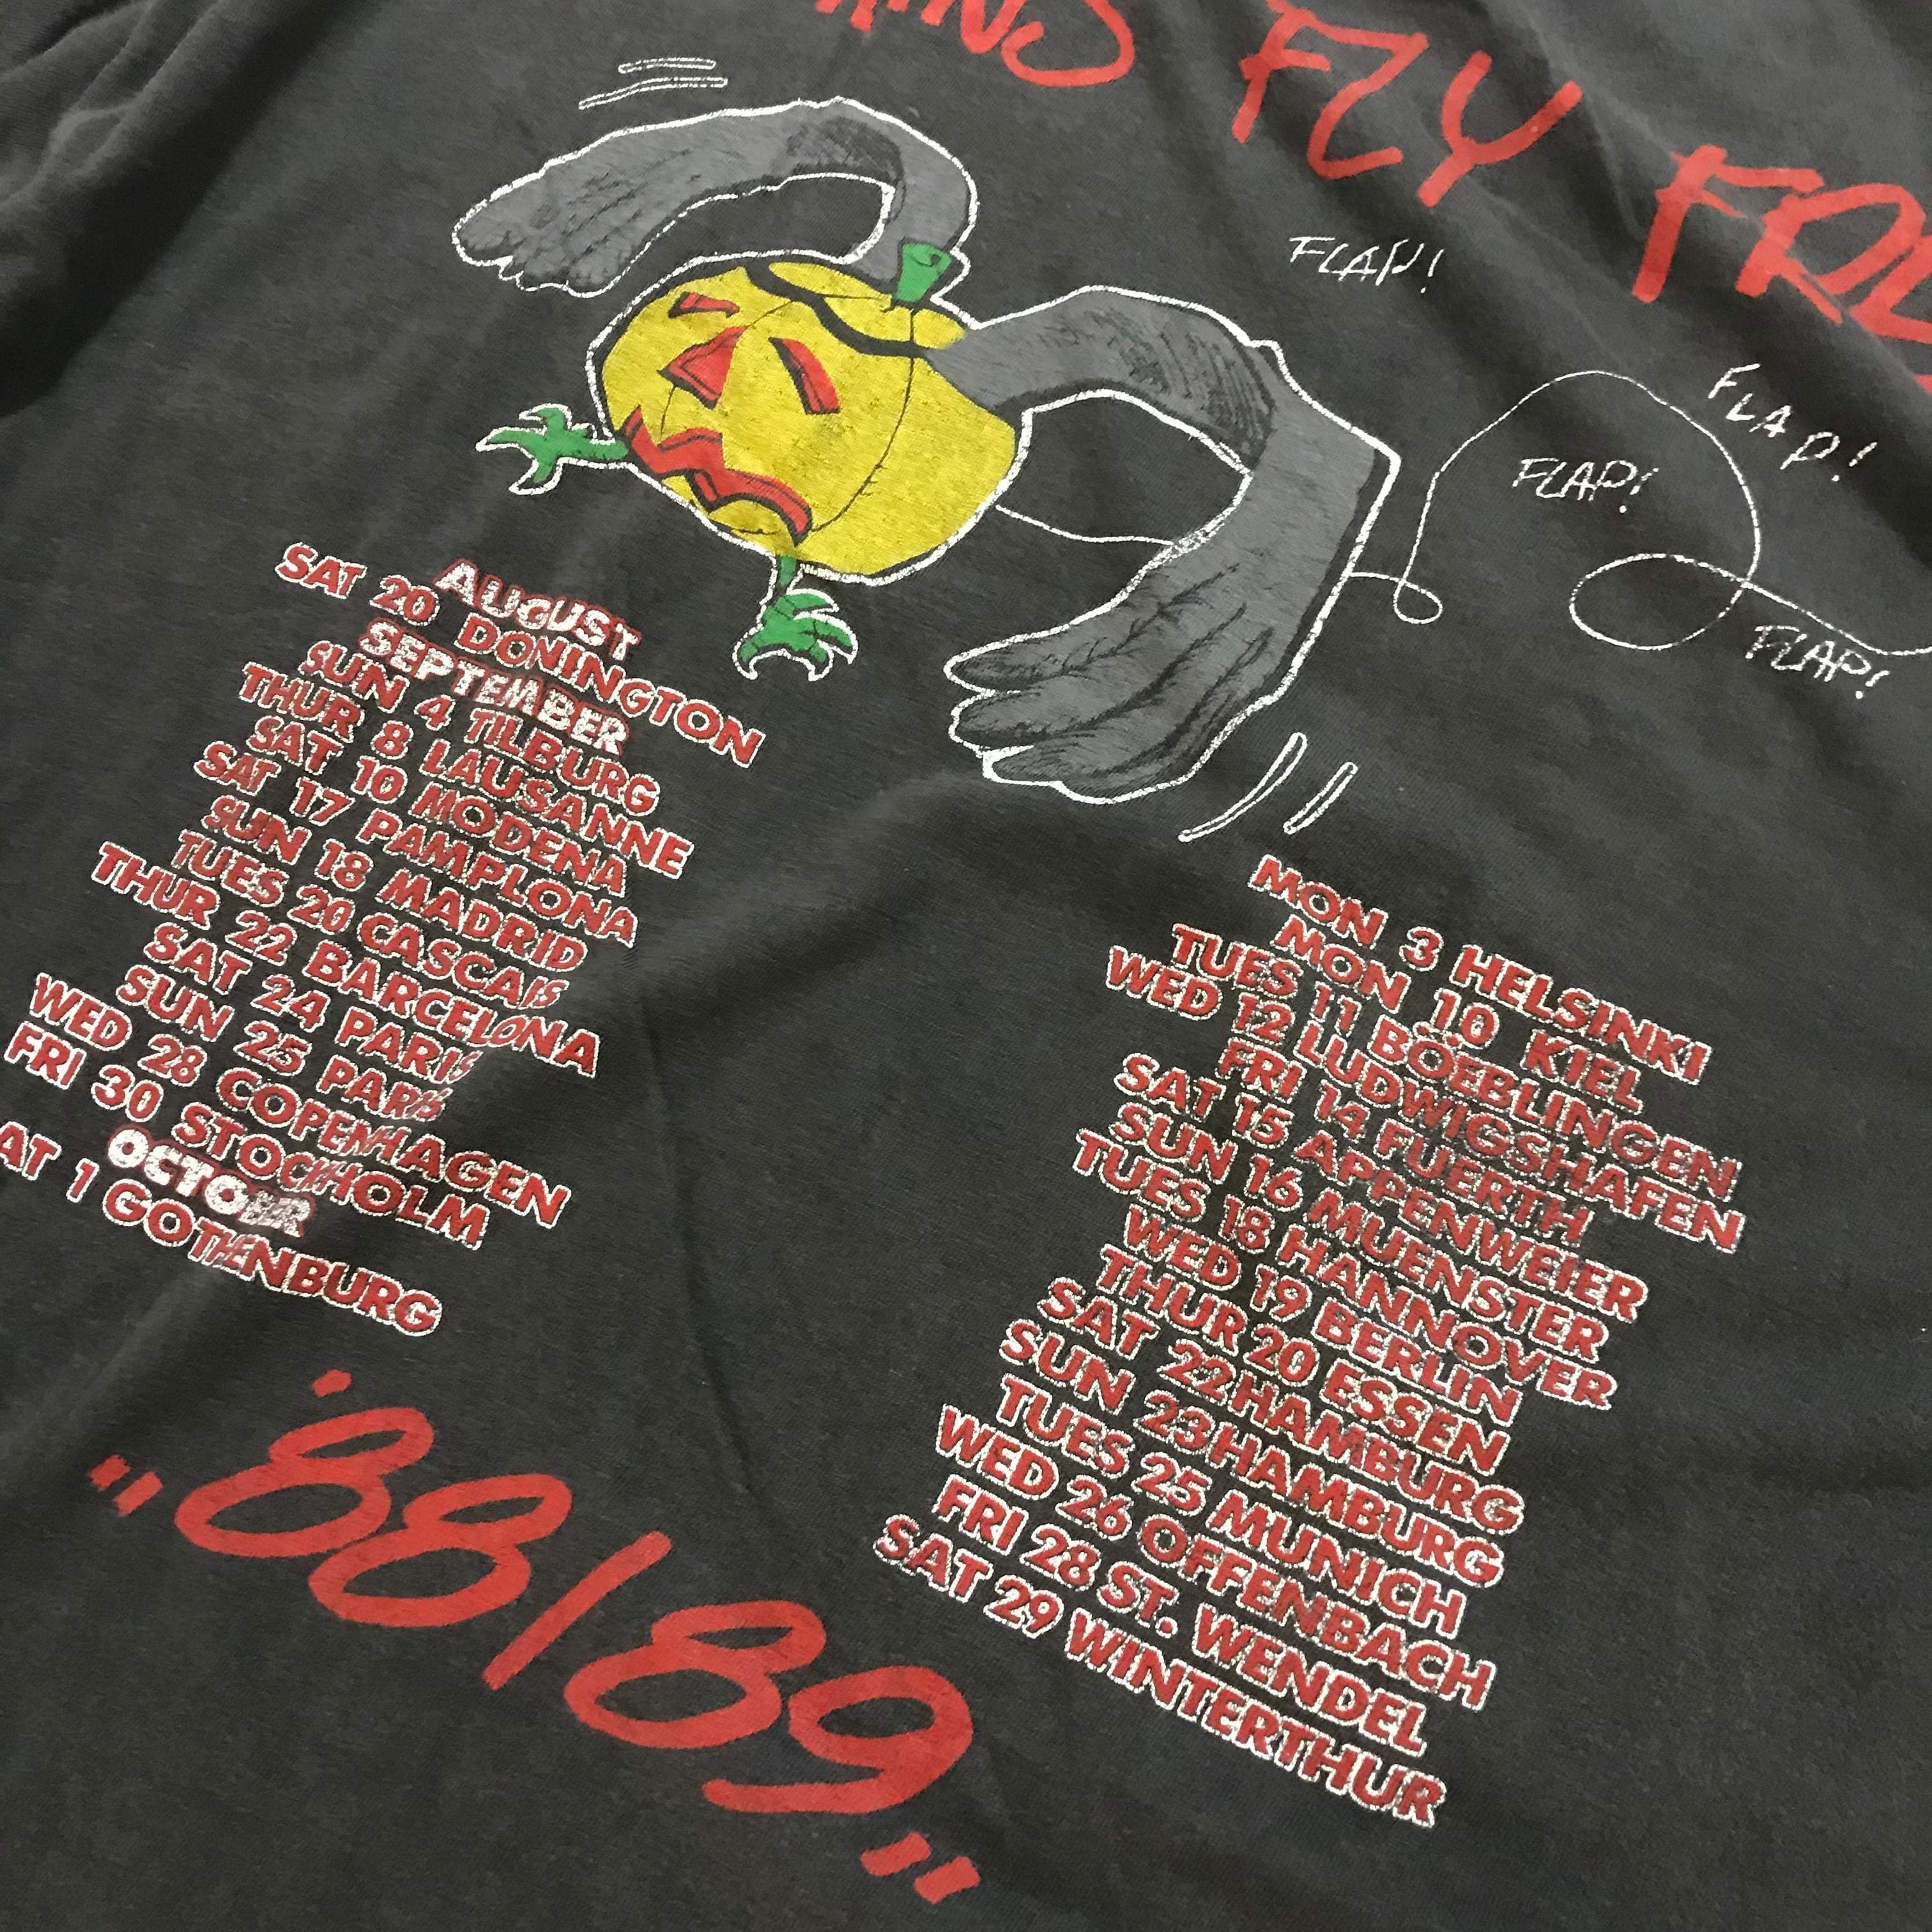 FLY
FLAP!
FLAP!
FLAP!
FLAP!
AUGUST
SAT 20 DONINGTON
SEPTEMBER
SUN 4 TILBURG
THUR 8 LAUSANNE
SAT 10 MODENA
SAT 17 PAMPLONA
SUN 18 MADRID
TUES 20 CASCAIS
THUR 22 BARCELONA
SAT 24 PARIS
SUN 25 PARIS
WED 28 COPENHAGEN
FRI 30 STOCKHOLM
OCTOBER
AT 1 GOTHENBURG
MON 3 HELSINKI
MON 10 KIEL
TUES 11 BÖEBLINGEN
WED 12 LUDWIGSHAFEN
FRI 14 FUERTH
SAT 15 APPENWEIER
SUN 16 MUENSTER
TUES 18 HANNOVER
WED 19 BERLIN
THUR 20 ESSEN
SAT 22 HAMBURG
SUN 23 HAMBURG
TUES 25 MUNICH
WED 26 OFFENBACH
FRI 28 ST. WENDEL
SAT 29 WINTERTHUR
"'88/89"